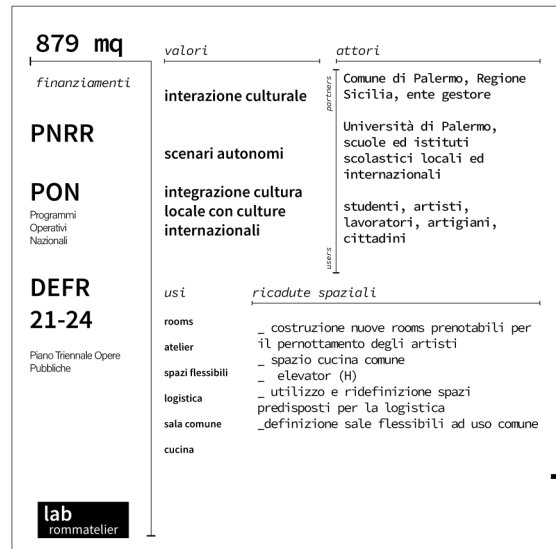 879 mq
finanziamenti
PNRR
PON
Programmi
Operativi
Nazionali
DEFR
21-24
Piano Triennale Opere
Pubbliche
lab
rommatelier
valori
interazione culturale
scenari autonomi
integrazione cultura
locale con culture
internazionali
attori
partners
Comune di Palermo, Regione
Sicilia, ente gestore
Università di Palermo,
scuole ed istituti
scolastici locali ed
internazionali
studenti, artisti,
lavoratori, artigiani,
cittadini
users
usi
rooms
atelier
spazi flessibili
logistica
sala comune
cucina
ricadute spaziali
_ costruzione nuove rooms prenotabili per
il pernottamento degli artisti
_ spazio cucina comune
_ elevator (H)
_ utilizzo e ridefinizione spazi
predisposti per la logistica
_definizione sale flessibili ad uso comune